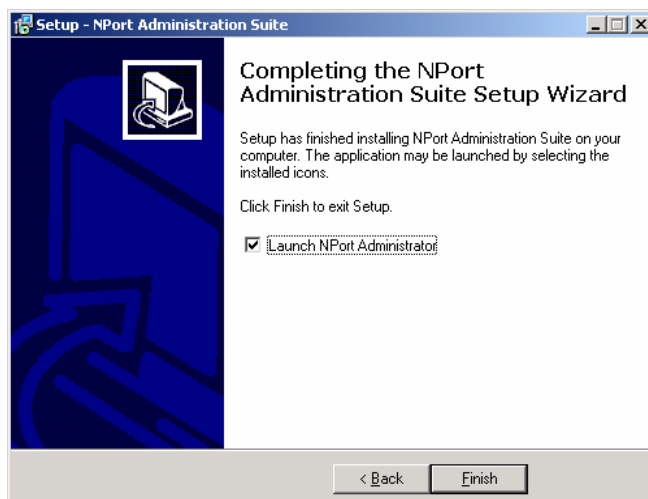 Setup - NPort Administration Suite
Completing the NPort
Administration Suite Setup Wizard
Setup has finished installing NPort Administration Suite on your
computer. The application may be launched by selecting the
installed icons.
Click Finish to exit Setup.
Launch NPort Administrator
< Back
Finish